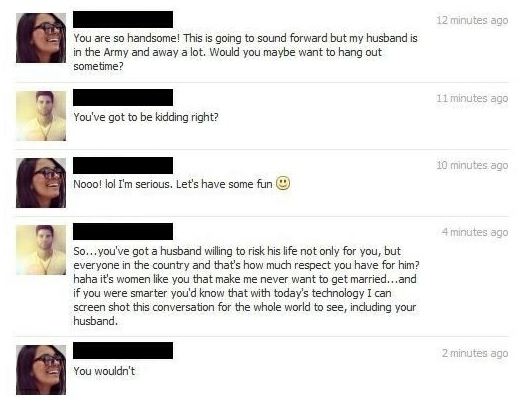 12 minutes ago
You are so handsome! This is going to sound forward but my husband is
in the Army and away a lot. Would you maybe want to hang out
sometime?
11 minutes ago
You've got to be kidding right?
10 minutes ago
Nooo! lol I'm serious. Let's have some fun
4 minutes ago
So...you've got a husband willing to risk his life not only for you, but
everyone in the country and that's how much respect you have for him?
haha it's women like you that make me never want to get married...and
if you were smarter you'd know that with today's technology I can
screen shot this conversation for the whole world to see, including your
husband.
2 minutes ago
You wouldn't